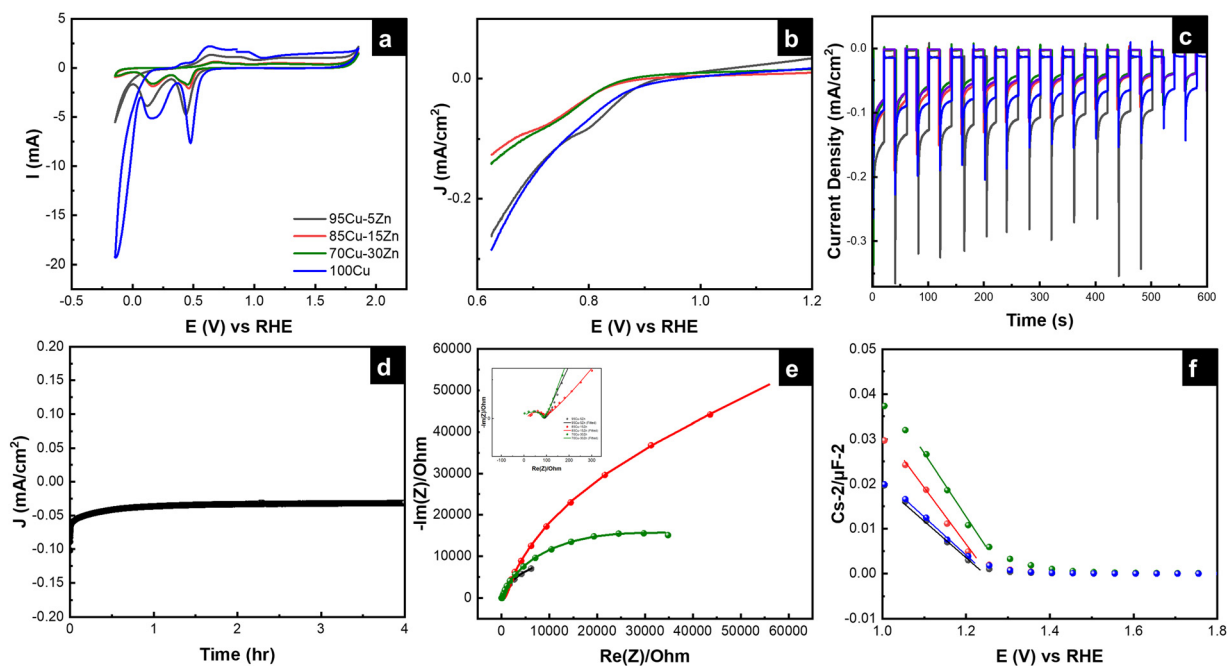 a
5
0
-5
-10
-15
-20
I (mA)
95Cu-5Zn
85Cu-15Zn
70Cu-30Zn
100Cu
-0.5 0.0 0.5 1.0 1.5 2.0
E (V) vs RHE
b
0.0
-0.2
J (mA/cm2)
0.6 0.8 1.0 1.2
E (V) vs RHE
c
0.0
-0.1
-0.2
-0.3
Current Density (mA/cm2)
0 100 200 300 400 500 600
Time (s)
d
0.20
0.15
0.10
0.05
0.00
-0.05
-0.10
-0.15
-0.20
J (mA/cm2)
0 1 2 3 4
Time (hr)
e
60000
50000
40000
30000
20000
10000
0
-10000
-Im(Z)/Ohm
-Im(Z)/Ohm
-100 0 100 200 300
Re(Z)/Ohm
0 10000 20000 30000 40000 50000 60000
Re(Z)/Ohm
f
0.05
0.04
0.03
0.02
0.01
0.00
-0.01
Cs-2/µF-2
1.0 1.2 1.4 1.6 1.8
E (V) vs RHE